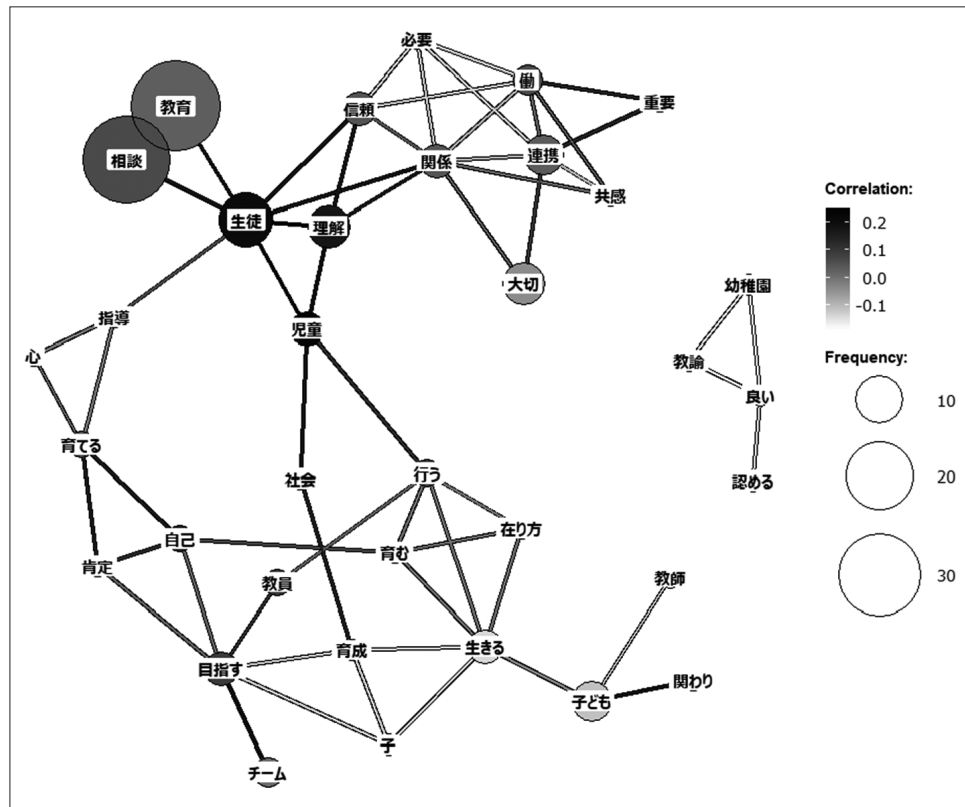 必要
働
教育
信頼
重要
相談
関係
連携
共感
生徒
理解
大切
幼稚園
指導
児童
心
教諭
良い
育てる
社会
行う
認める
在り方
自己
育む
肯定
教員
教師
育成
生きる
目指す
関わり
子ども
子
チーム
Correlation:
0.2
0.1
0.0
-0.1
Frequency:
10
20
30